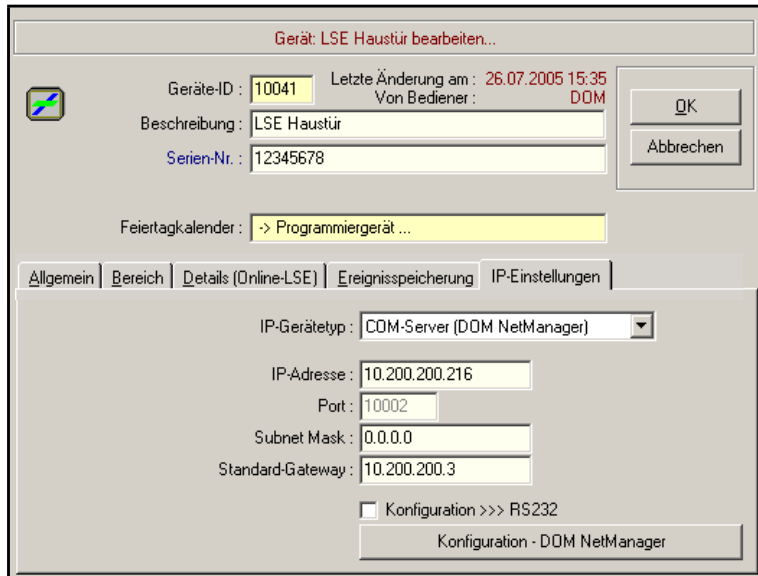 Gerät: LSE Haustür bearbeiten...
Geräte-ID : 10041 Letzte Änderung am : 26.07.2005 15:35
Von Bediener : DOM
OK
Beschreibung : LSE Haustür
Abbrechen
Serien-Nr. : 12345678
Feiertagkalender : -> Programmiergerät ...
Allgemein Bereich Details (Online-LSE) Ereignisspeicherung IP-Einstellungen
IP-Gerätetyp : COM-Server (DOM NetManager)
IP-Adresse : 10.200.200.216
Port : 10002
Subnet Mask : 0.0.0.0
Standard-Gateway : 10.200.200.3
Konfiguration >>> RS232
Konfiguration - DOM NetManager